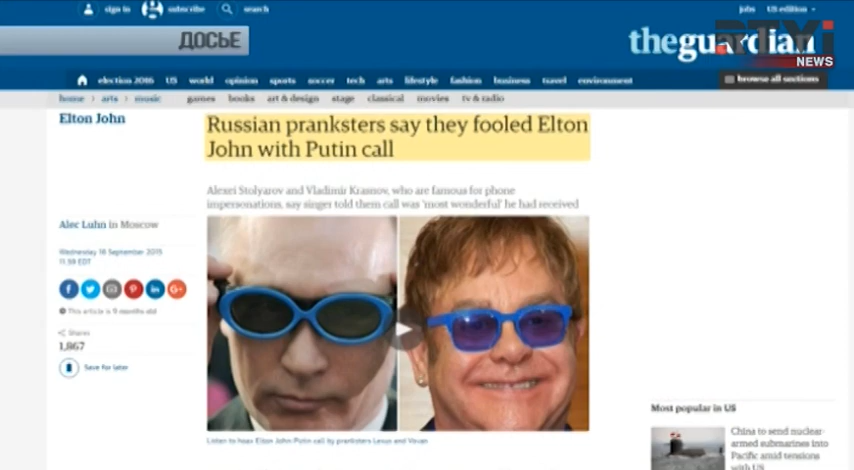 sign in
subscribe
search
jobs
US edition
ДОСЬЕ
theguardian
RTVi
NEWS
election 2016 US world opinion sports soccer tech arts lifestyle fashion business travel environment
browse all sections
home > arts > music games books art & design stage classical movies tv & radio
Elton John
Russian pranksters say they fooled Elton
John with Putin call
Alexei Stolyarov and Vladimir Krasnov, who are famous for phone
impersonations, say singer told them call was 'most wonderful' he had received
Alec Luhn in Moscow
Wednesday 16 September 2015
11.59 EDT
This article is 9 months old
Shares
1,867
Save for later
Listen to hoax Elton John Putin call by pranksters Lexus and Vovan
Most popular in US
China to send nuclear-
armed submarines into
Pacific amid tensions
with US